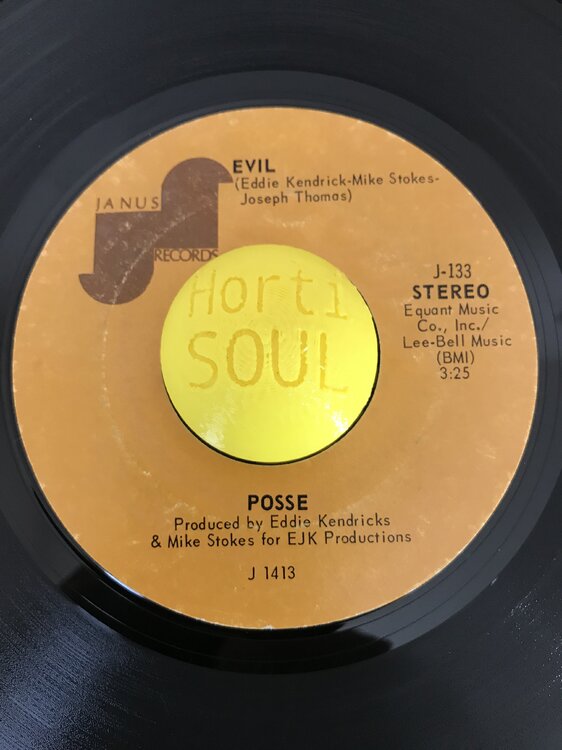 JANUS
RECORDS
EVIL
(Eddie Kendrick-Mike Stokes-
Joseph Thomas)
J-133
STEREO
Equant Music
Co., Inc./
Lee-Bell Music
(BMI)
3:25
Horti
SOUL
POSSE
Produced by Eddie Kendricks
& Mike Stokes for EJK Productions
J 1413